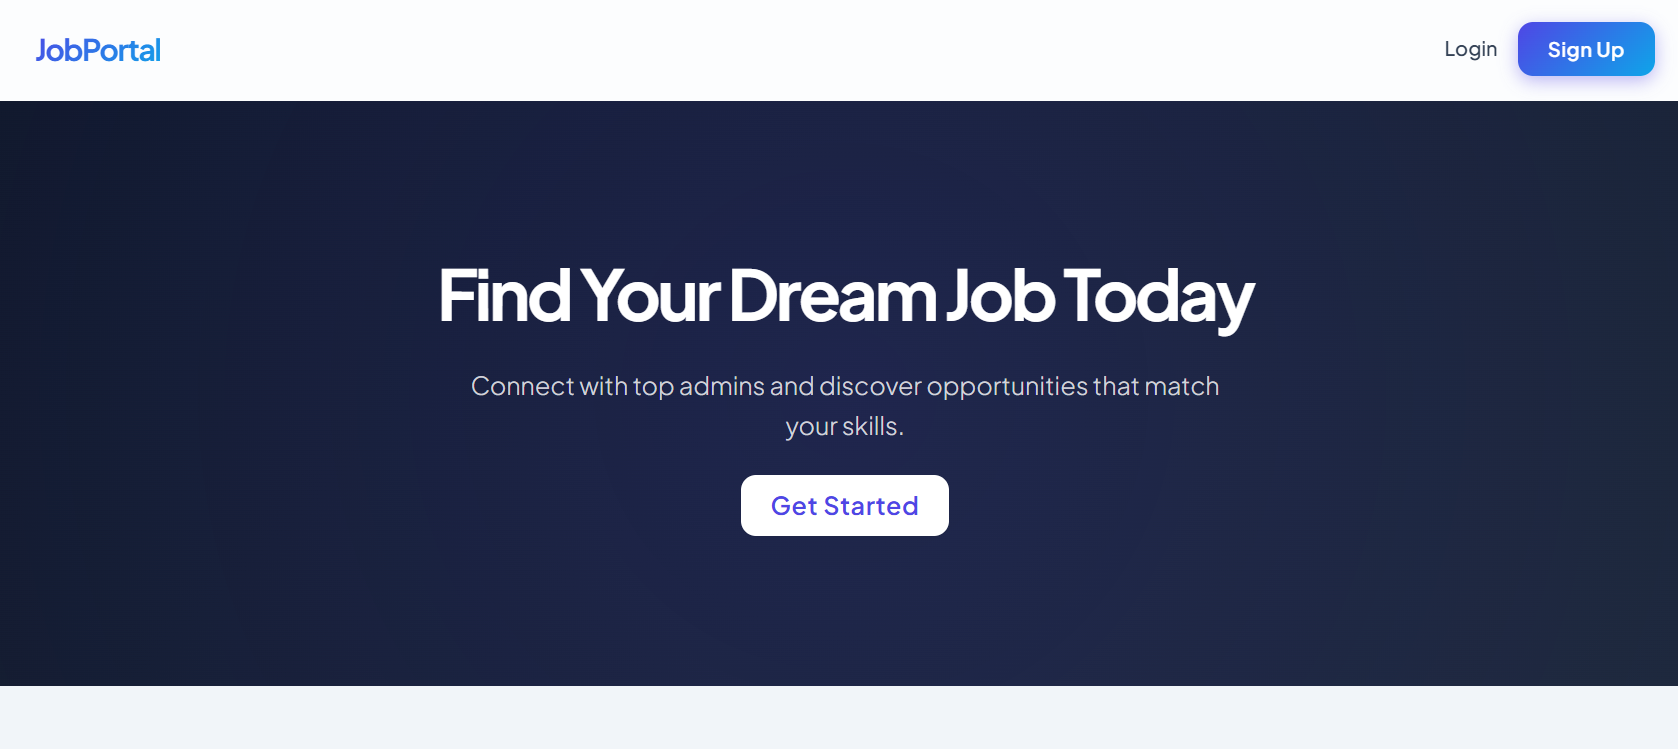 JobPortal
Login
Sign Up
Find Your Dream Job Today
Connect with top admins and discover opportunities that match
your skills.
Get Started